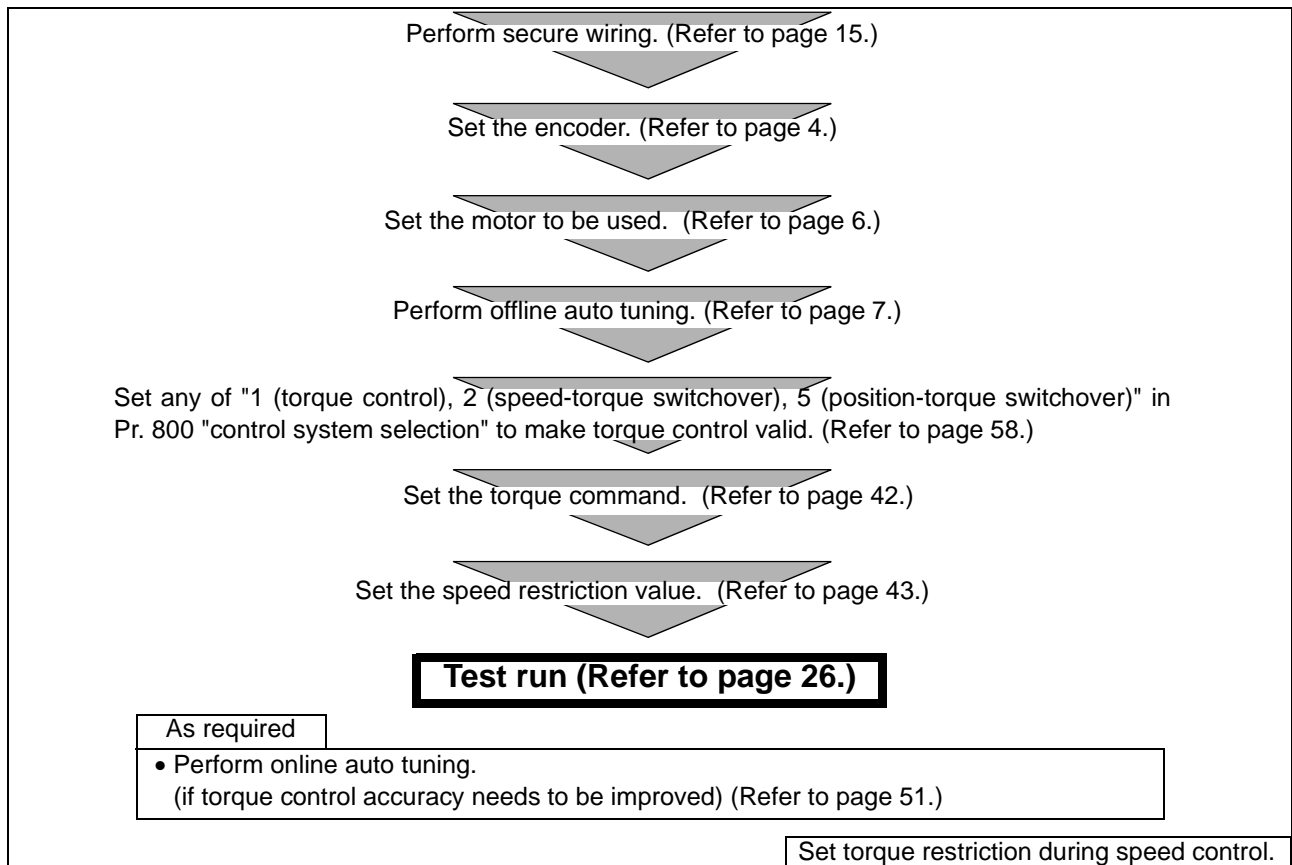 Perform secure wiring. (Refer to page 15.)
Set the encoder. (Refer to page 4.)
Set the motor to be used. (Refer to page 6.)
Perform offline auto tuning. (Refer to page 7.)
Set any of "1 (torque control), 2 (speed-torque switchover), 5 (position-torque switchover)" in
Pr. 800 "control system selection" to make torque control valid. (Refer to page 58.)
Set the torque command. (Refer to page 42.)
Set the speed restriction value. (Refer to page 43.)
Test run (Refer to page 26.)
As required
• Perform online auto tuning.
(if torque control accuracy needs to be improved) (Refer to page 51.)
Set torque restriction during speed control.